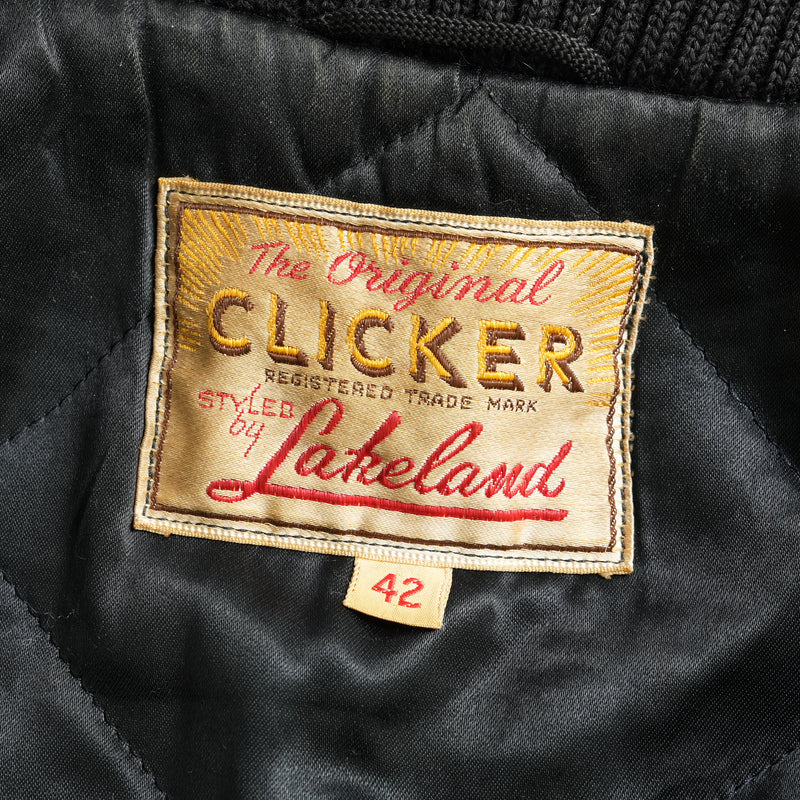 The Original
CLICKER
REGISTERED TRADE MARK
STYLED
by
Lakeland
42